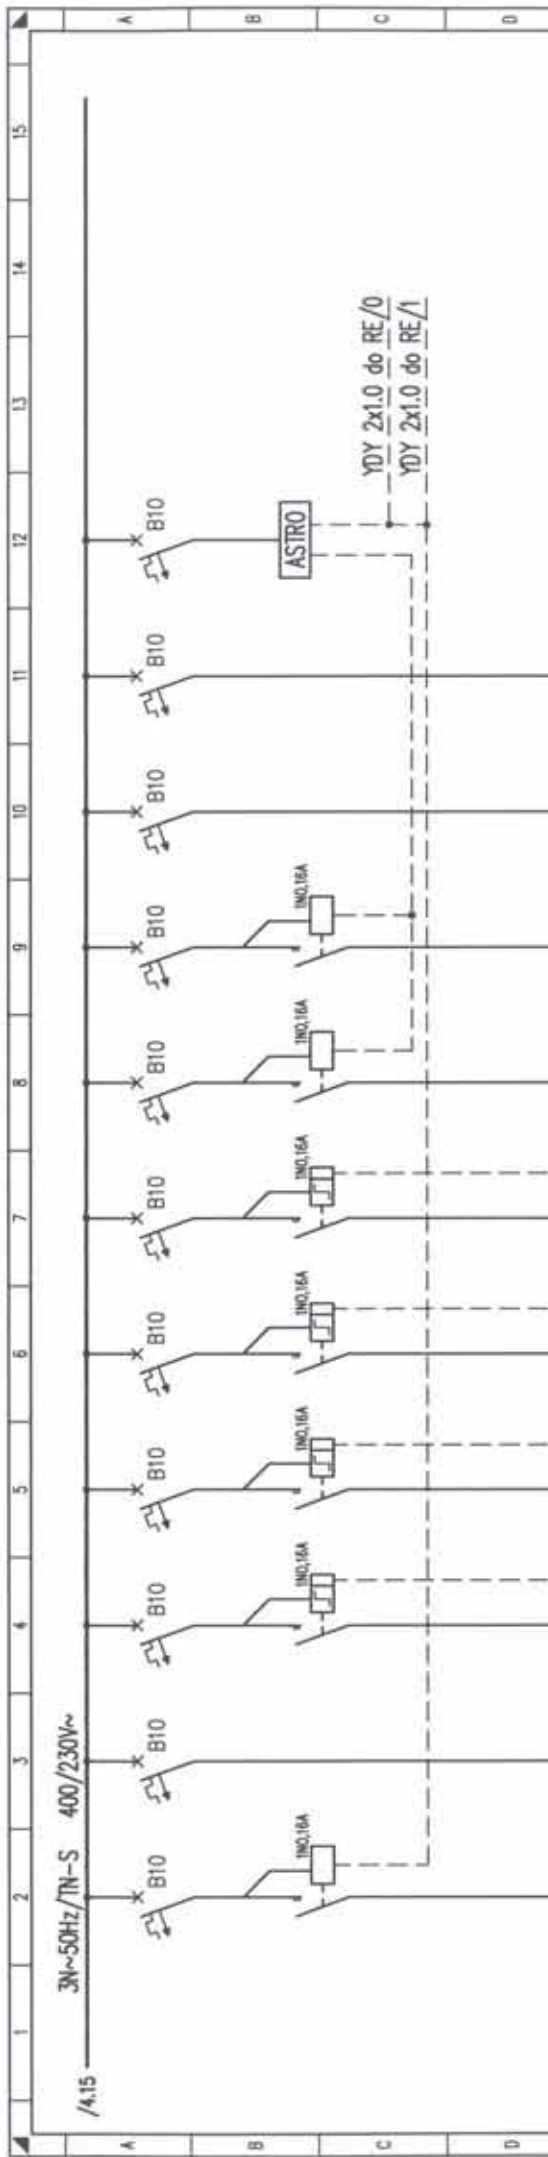 1 2 3 4 5 6 7 8 9 10 11 12 13 14 15
A A
B B
C C
D D
/4.15
3N~50Hz/TN-S 400/230V~
B10 B10 B10 B10 B10 B10 B10 B10 B10 B10 B10
1NO,16A 1NO,16A 1NO,16A 1NO,16A 1NO,16A 1NO,16A 1NO,16A
ASTRO
YDY 2x1.0 do RE/0
YDY 2x1.0 do RE/1